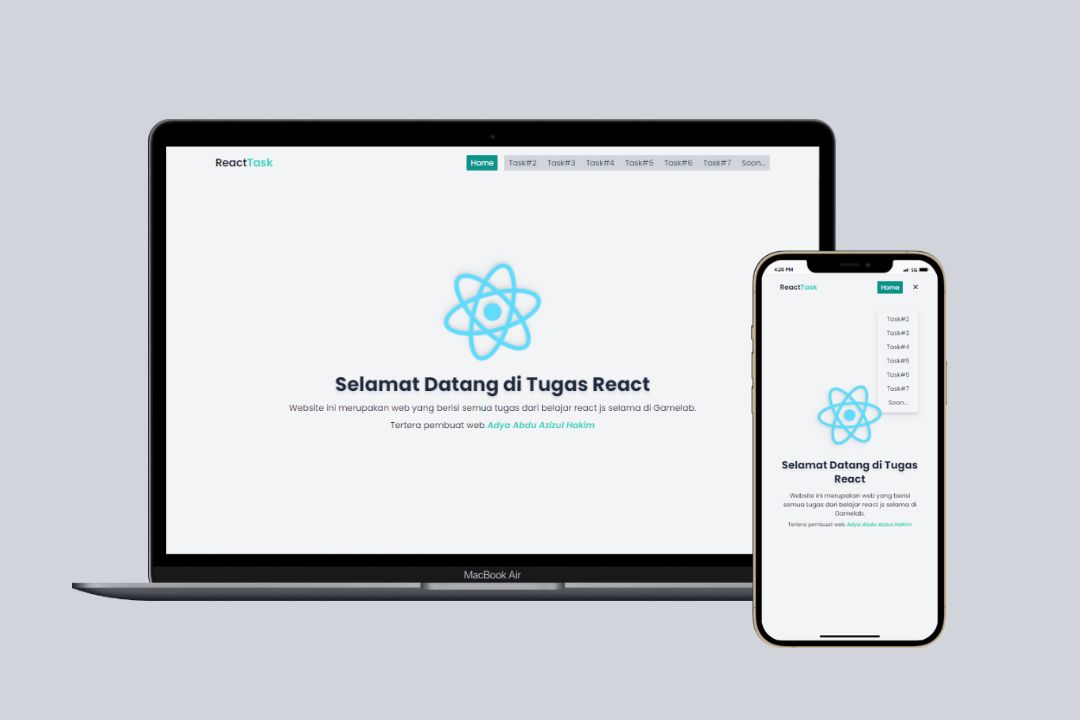 ReactTask
Home Task#2 Task#3 Task#4 Task#5 Task#6 Task#7 Soon...
Selamat Datang di Tugas React
Website ini merupakan web yang berisi semua tugas dari belajar react js selama di Gamelab.
Tertera pembuat web Adya Abdu Azizul Hakim
MacBook Air
4:20 PM 5G
ReactTask Home ×
Task#2
Task#3
Task#4
Task#5
Task#6
Task#7
Soon...
Selamat Datang di Tugas
React
Website ini merupakan web yang berisi
semua tugas dari belajar react js selama di
Gamelab.
Tertera pembuat web Adya Abdu Azizul Hakim